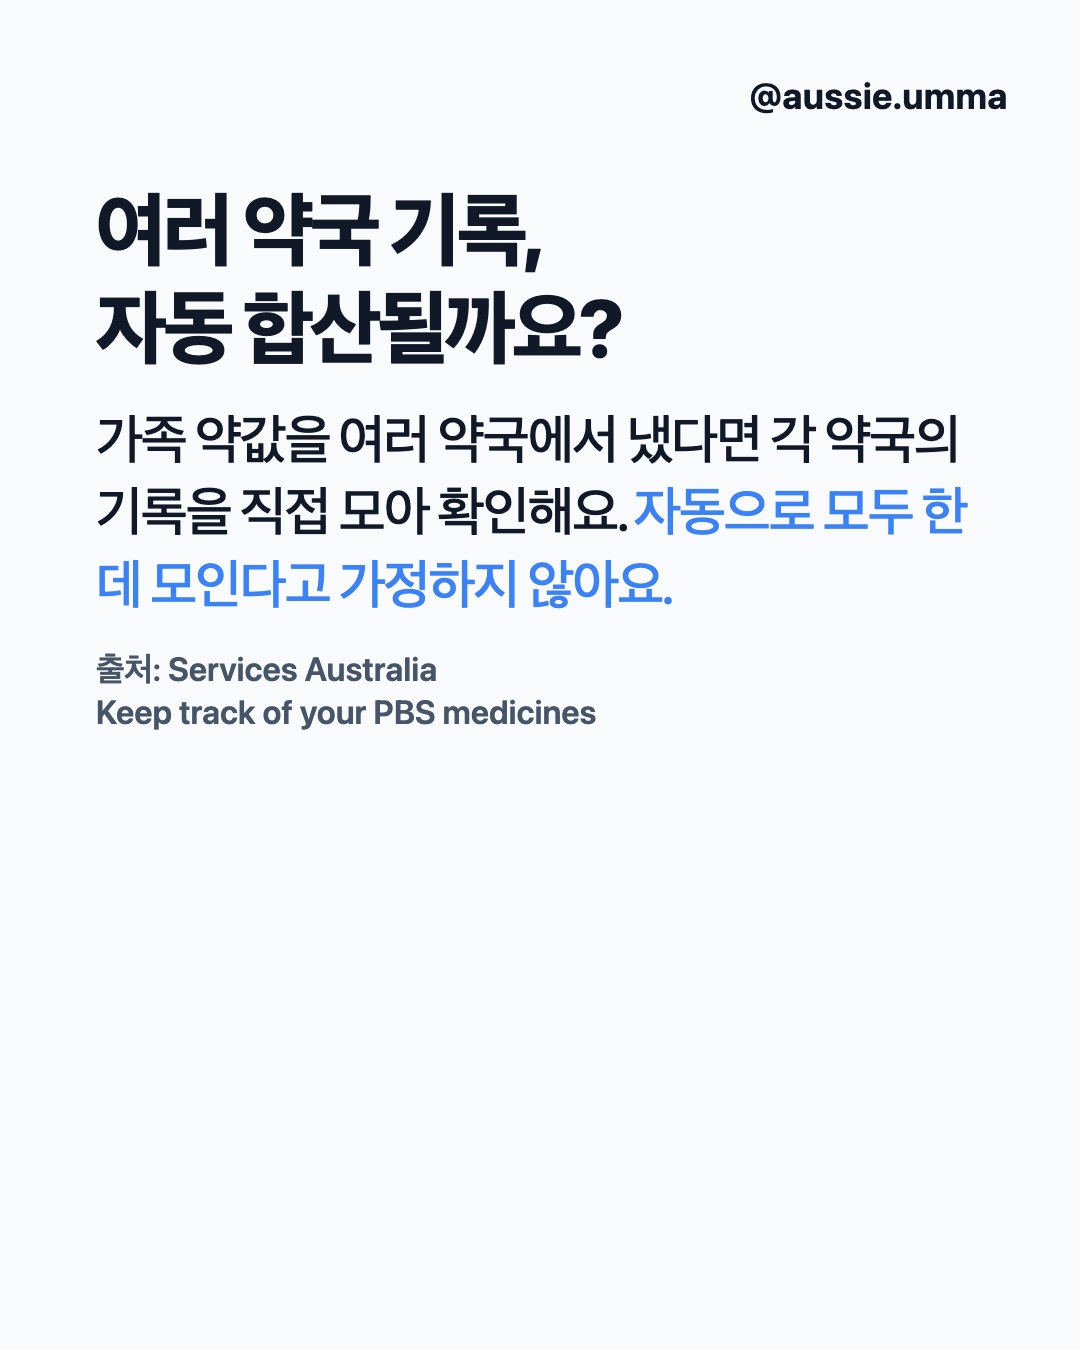 @aussie.umma
여러 약국 기록,
자동 합산될까요?
가족 약값을 여러 약국에서 냈다면 각 약국의
기록을 직접 모아 확인해요. 자동으로 모두 한
데 모인다고 가정하지 않아요.
출처: Services Australia
Keep track of your PBS medicines